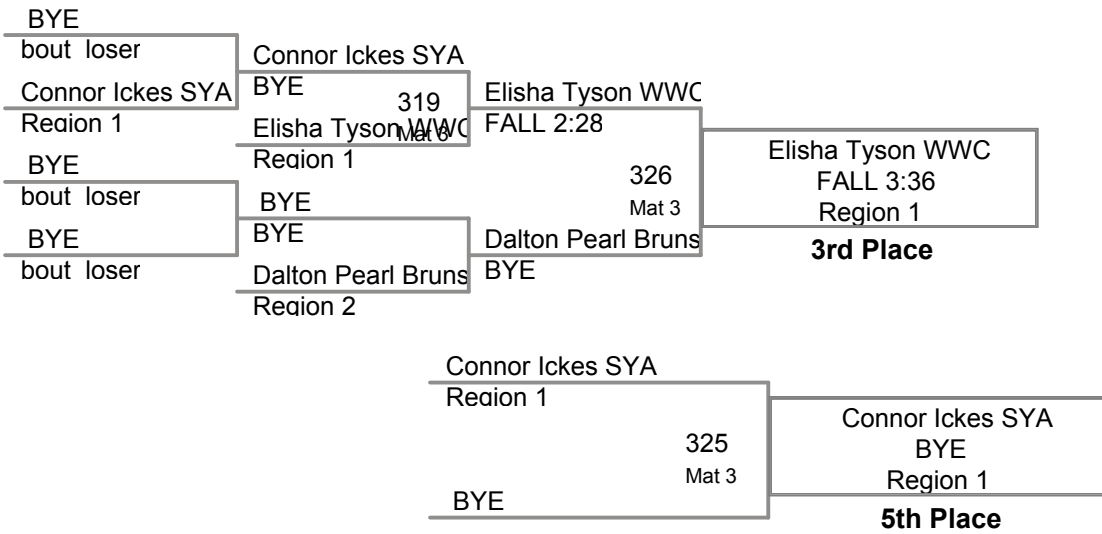 BYE
bout loser
Connor Ickes SYA
Region 1
BYE
bout loser
BYE
bout loser
Connor Ickes SYA
BYE
319
Mat 3
Elisha Tyson WWC
Region 1
BYE
BYE
Dalton Pearl Bruns
Region 2
Elisha Tyson WWC
FALL 2:28
326
Mat 3
Dalton Pearl Bruns
BYE
Elisha Tyson WWC
FALL 3:36
Region 1
3rd Place
Connor Ickes SYA
Region 1
325
Mat 3
BYE
Connor Ickes SYA
BYE
Region 1
5th Place